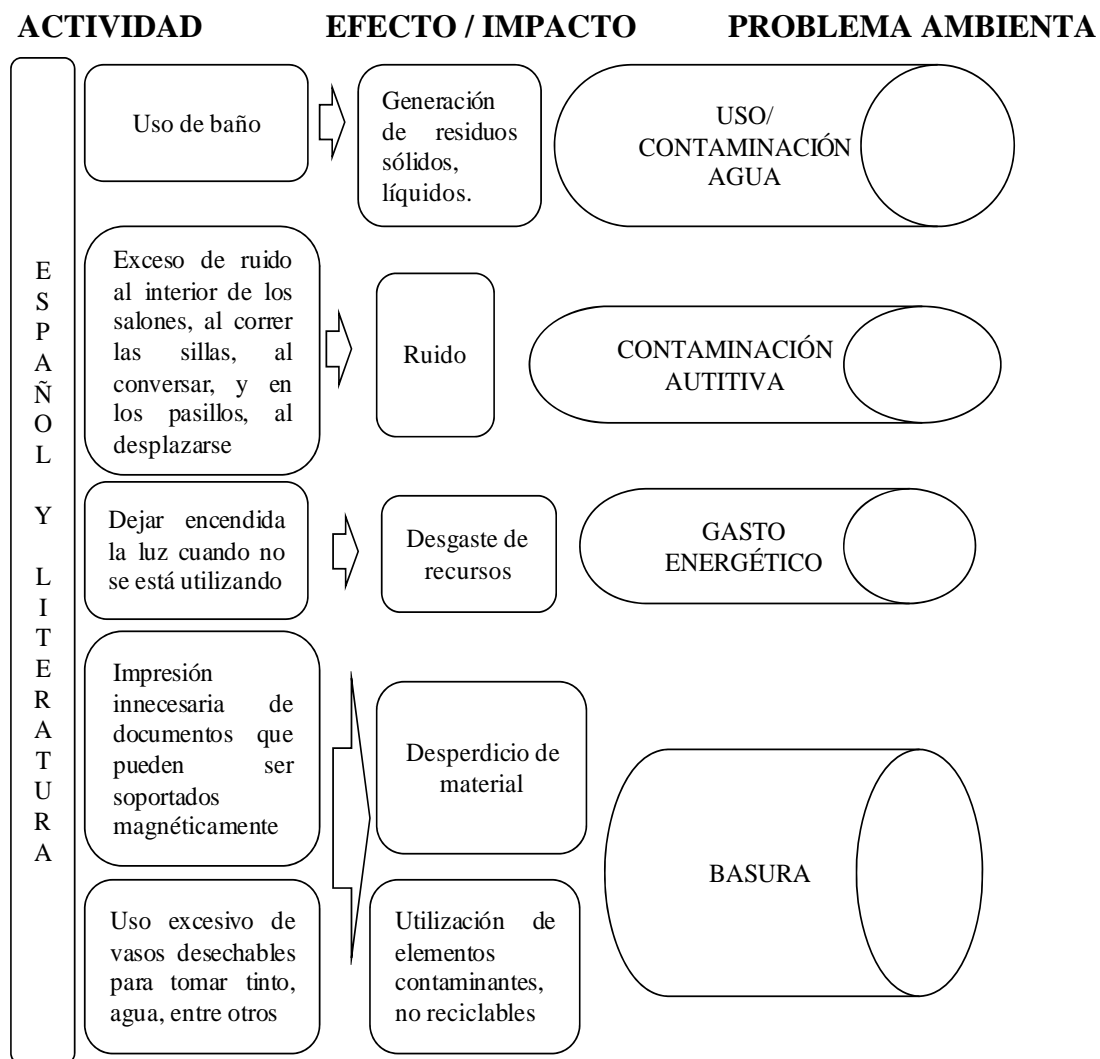 ACTIVIDAD EFECTO / IMPACTO PROBLEMA AMBIENTA
E
S
P
A
Ñ
O
L
Y
L
I
T
E
R
A
T
U
R
A
Uso de baño
Generación
de residuos
sólidos,
líquidos.
USO/
CONTAMINACIÓN
AGUA
Exceso de ruido
al interior de los
salones, al correr
las sillas, al
conversar, y en
los pasillos, al
desplazarse
Ruido
CONTAMINACIÓN
AUTITIVA
Dejar encendida
la luz cuando no
se está utilizando
Desgaste de
recursos
GASTO
ENERGÉTICO
Impresión
innecesaria de
documentos que
pueden ser
soportados
magnéticamente
Desperdicio de
material
BASURA
Uso excesivo de
vasos desechables
para tomar tinto,
agua, entre otros
Utilización de
elementos
contaminantes,
no reciclables